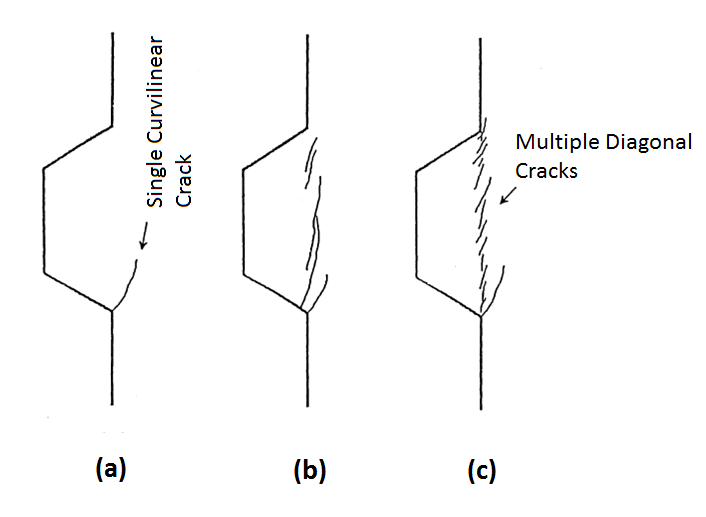 Single Curvilinear
Crack
Multiple Diagonal
Cracks
(a)
(b)
(c)